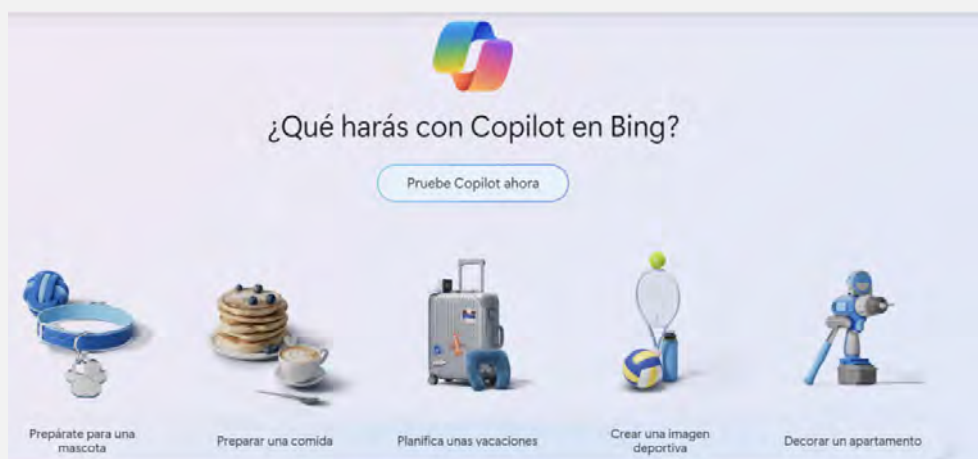 ¿Qué harás con Copilot en Bing?
Pruebe Copilot ahora
Prepárate para una
mascota
Preparar una comida
Planifica unas vacaciones
Crear una imagen
deportiva
Decorar un apartamento